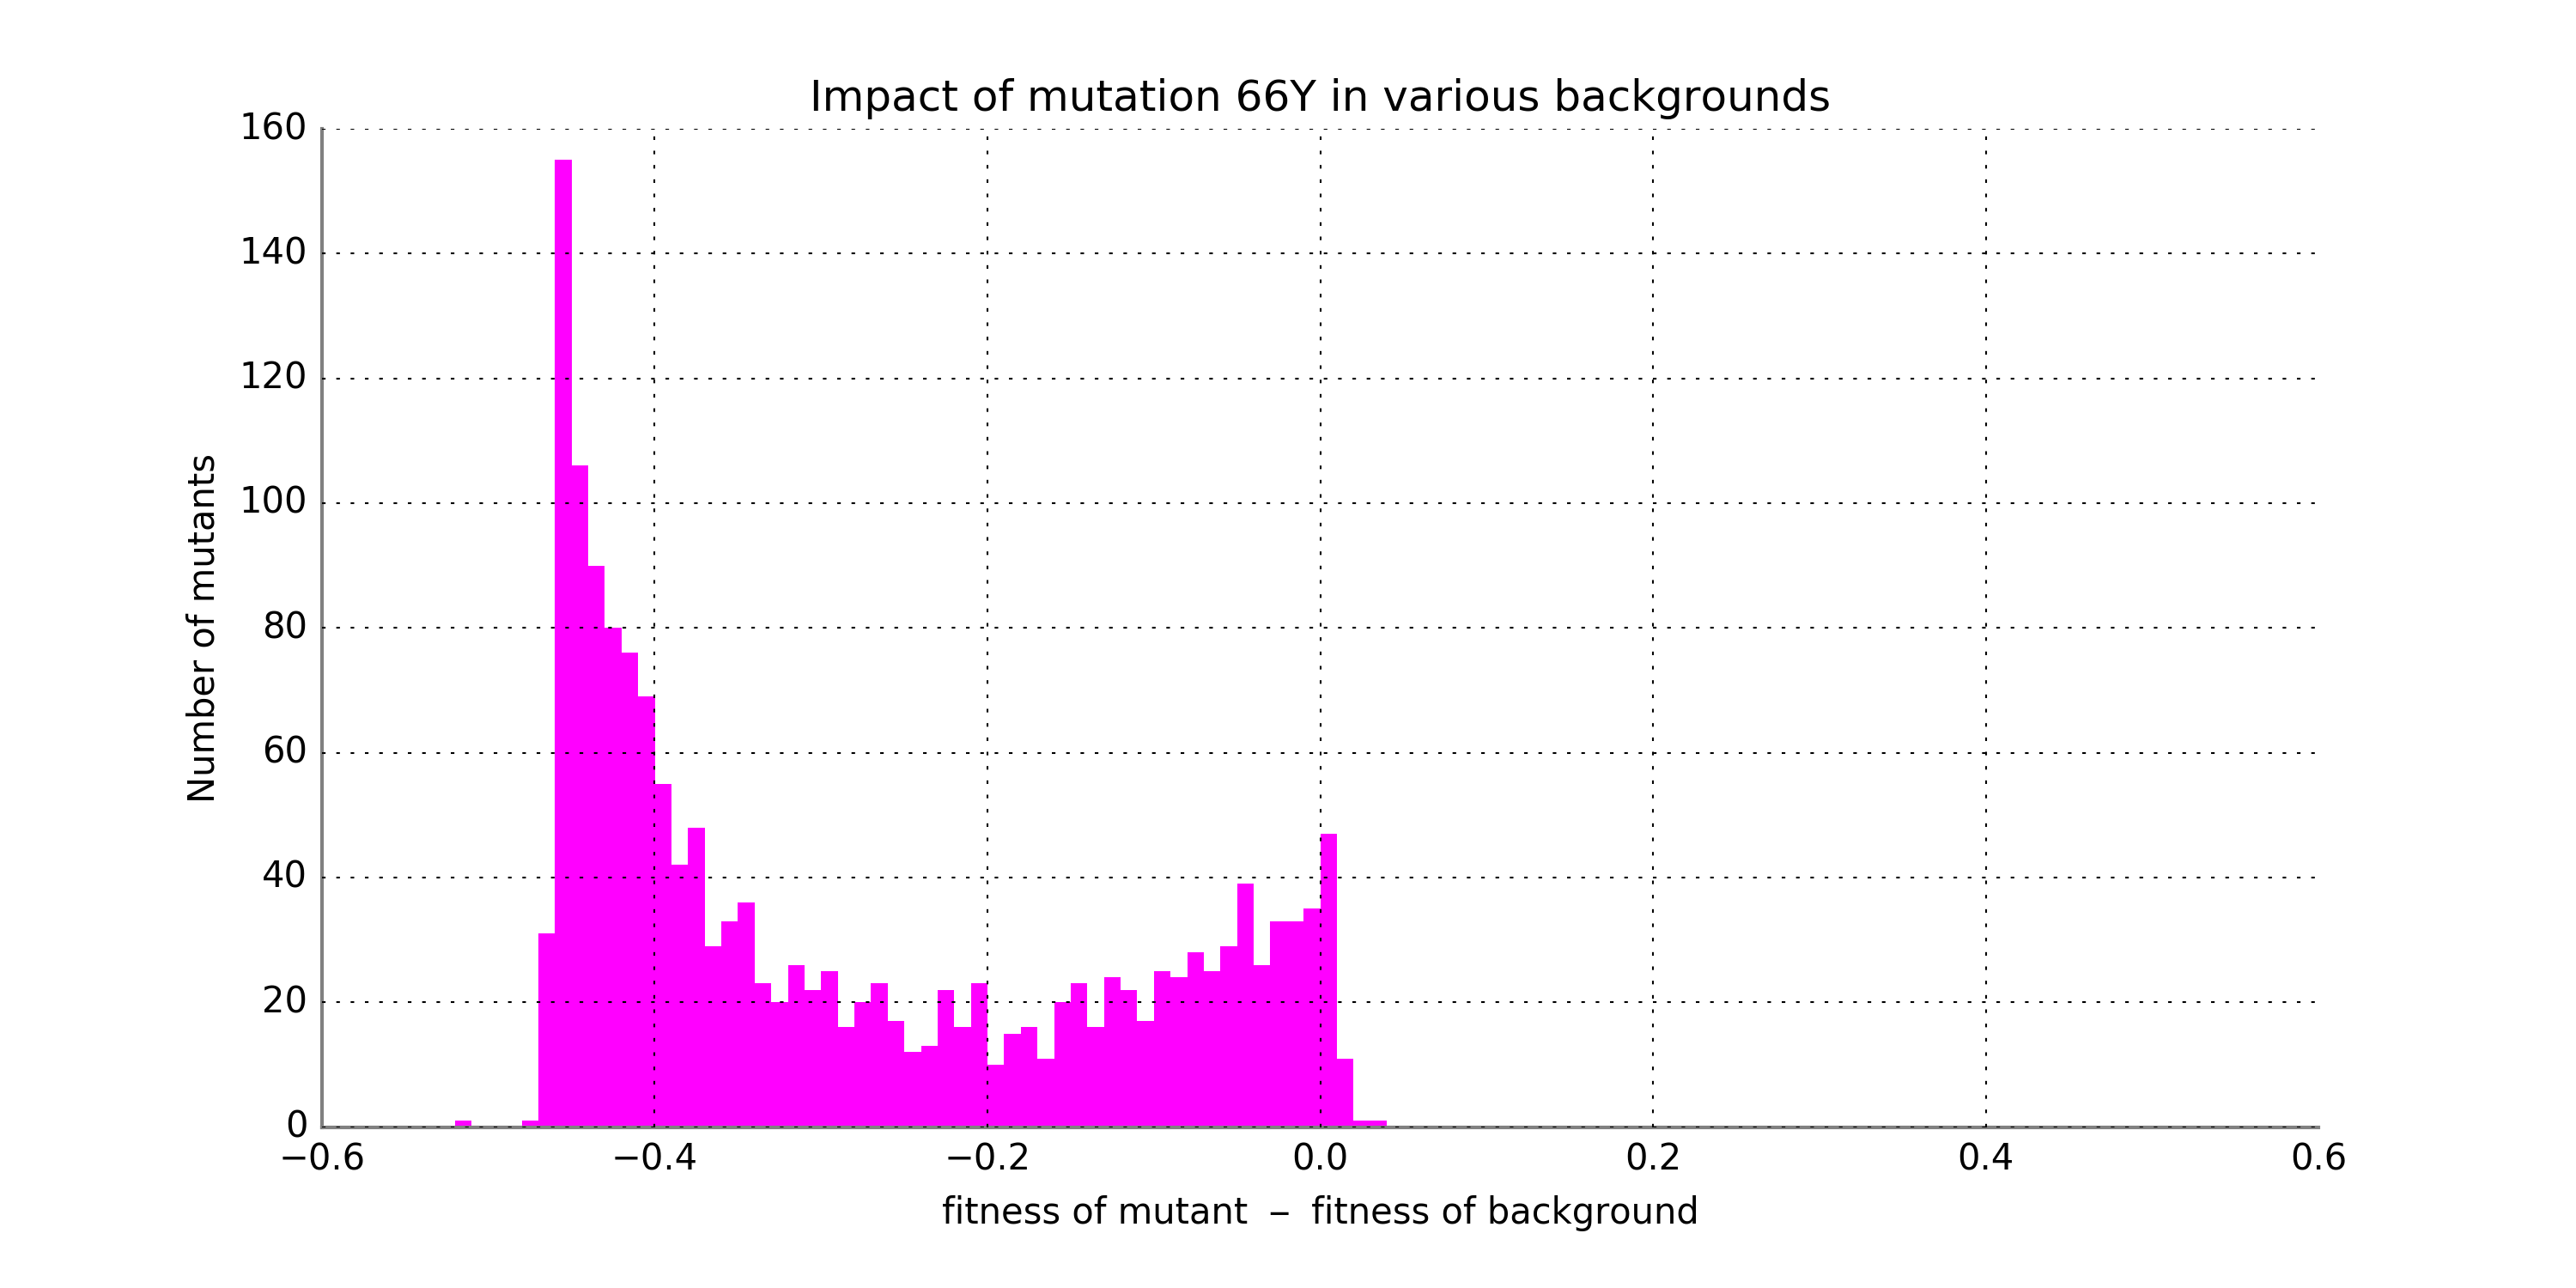 Impact of mutation 66Y in various backgrounds
160
140
120
100
80
60
40
20
0
Number of mutants
−0.6 −0.4 −0.2 0.0 0.2 0.4 0.6
fitness of mutant − fitness of background